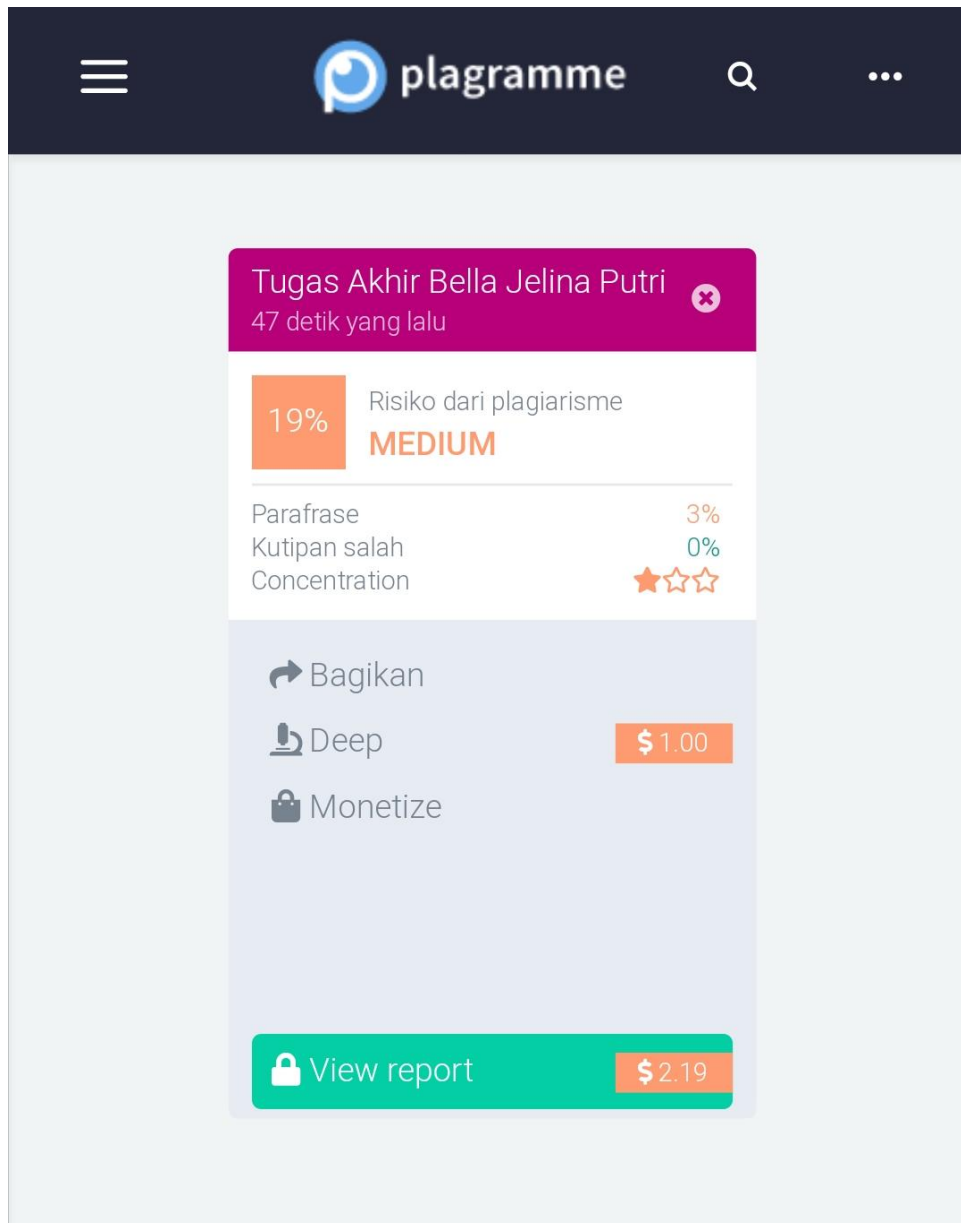 plagramme
Tugas Akhir Bella Jelina Putri
47 detik yang lalu
19%
Risiko dari plagiarisme
MEDIUM
Parafrase 3%
Kutipan salah 0%
Concentration
Bagikan
Deep $ 1.00
Monetize
View report $ 2.19